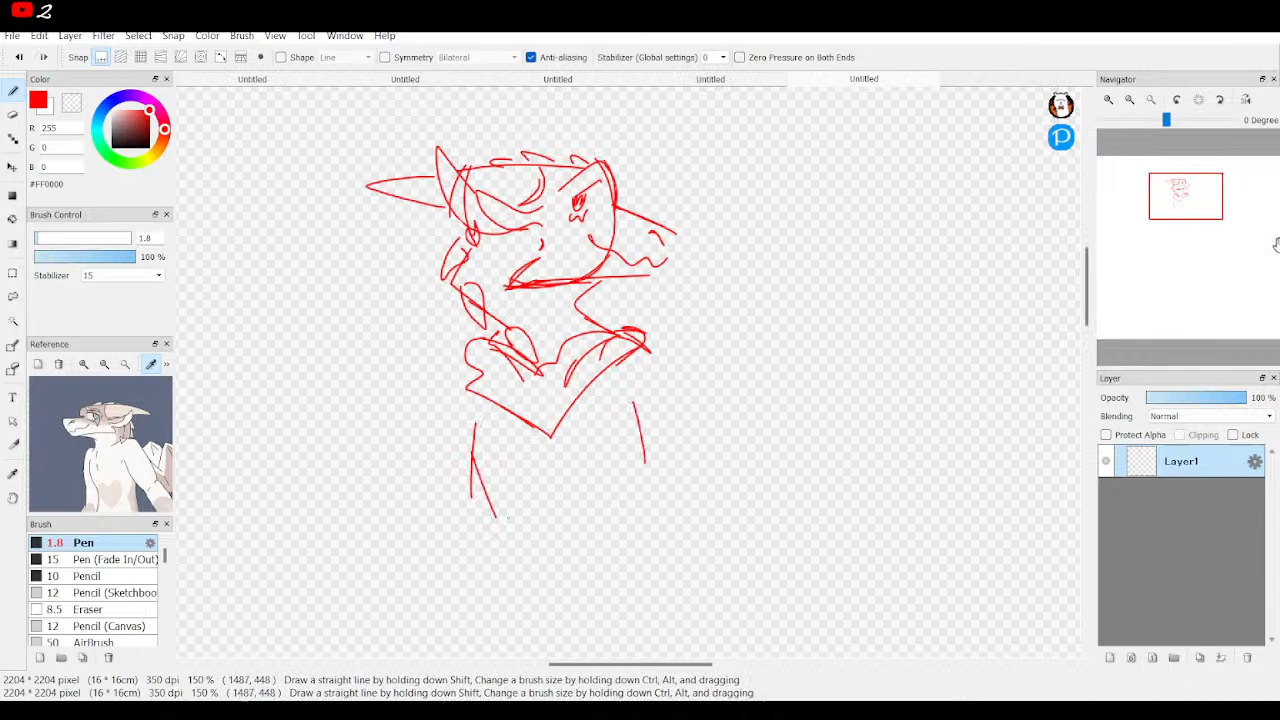 2
File Edit Layer Filter Select Snap Color Brush View Tool Window Help
Snap Shape Line Symmetry Bilateral Anti-aliasing Stabilizer (Global settings) 0 Zero Pressure on Both Ends
Color
Untitled Untitled Untitled Untitled Untitled
Navigator
R 255
G 0
B 0
#FF0000
0 Degree
Brush Control
1.8
100 %
Stabilizer 15
Reference
Layer
Opacity 100 %
Blending Normal
Protect Alpha Clipping Lock
Layer1
Brush
1.8 Pen
15 Pen (Fade In/Out)
10 Pencil
12 Pencil (Sketchboo
8.5 Eraser
12 Pencil (Canvas)
50 AirBrush
2204 * 2204 pixel (16 * 16cm) 350 dpi 150 % ( 1487, 448 ) Draw a straight line by holding down Shift, Change a brush size by holding down Ctrl, Alt, and dragging
2204 * 2204 pixel (16 * 16cm) 350 dpi 150 % ( 1487, 448 ) Draw a straight line by holding down Shift, Change a brush size by holding down Ctrl, Alt, and dragging